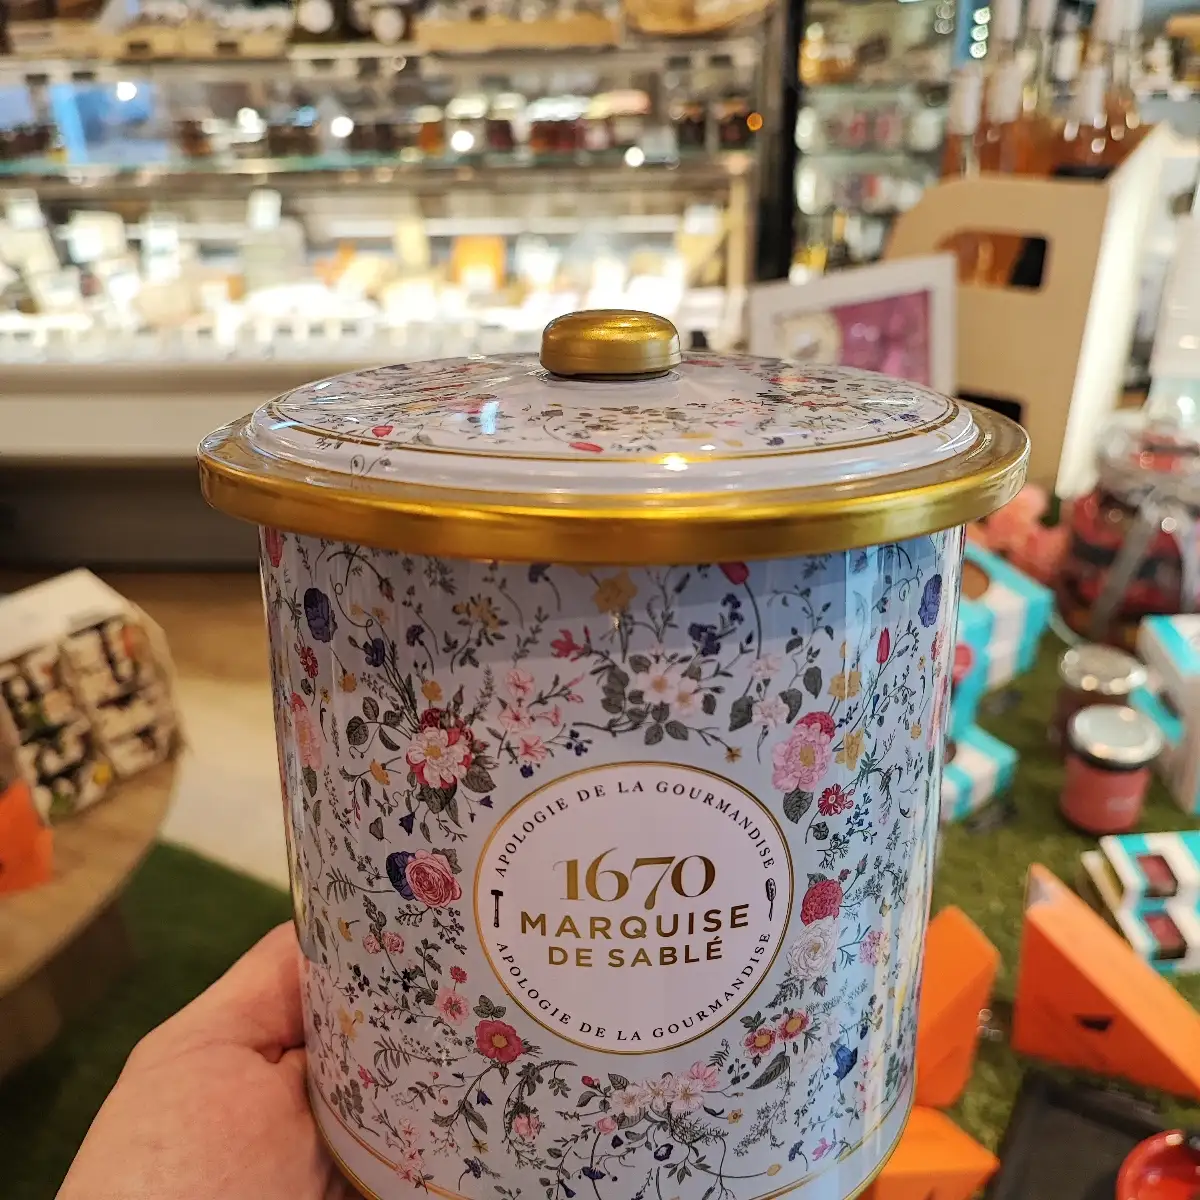 APOLOGIE DE LA GOURMANDISE
1670
MARQUISE
DE SABLÉ
APOLOGIE DE LA GOURMANDISE